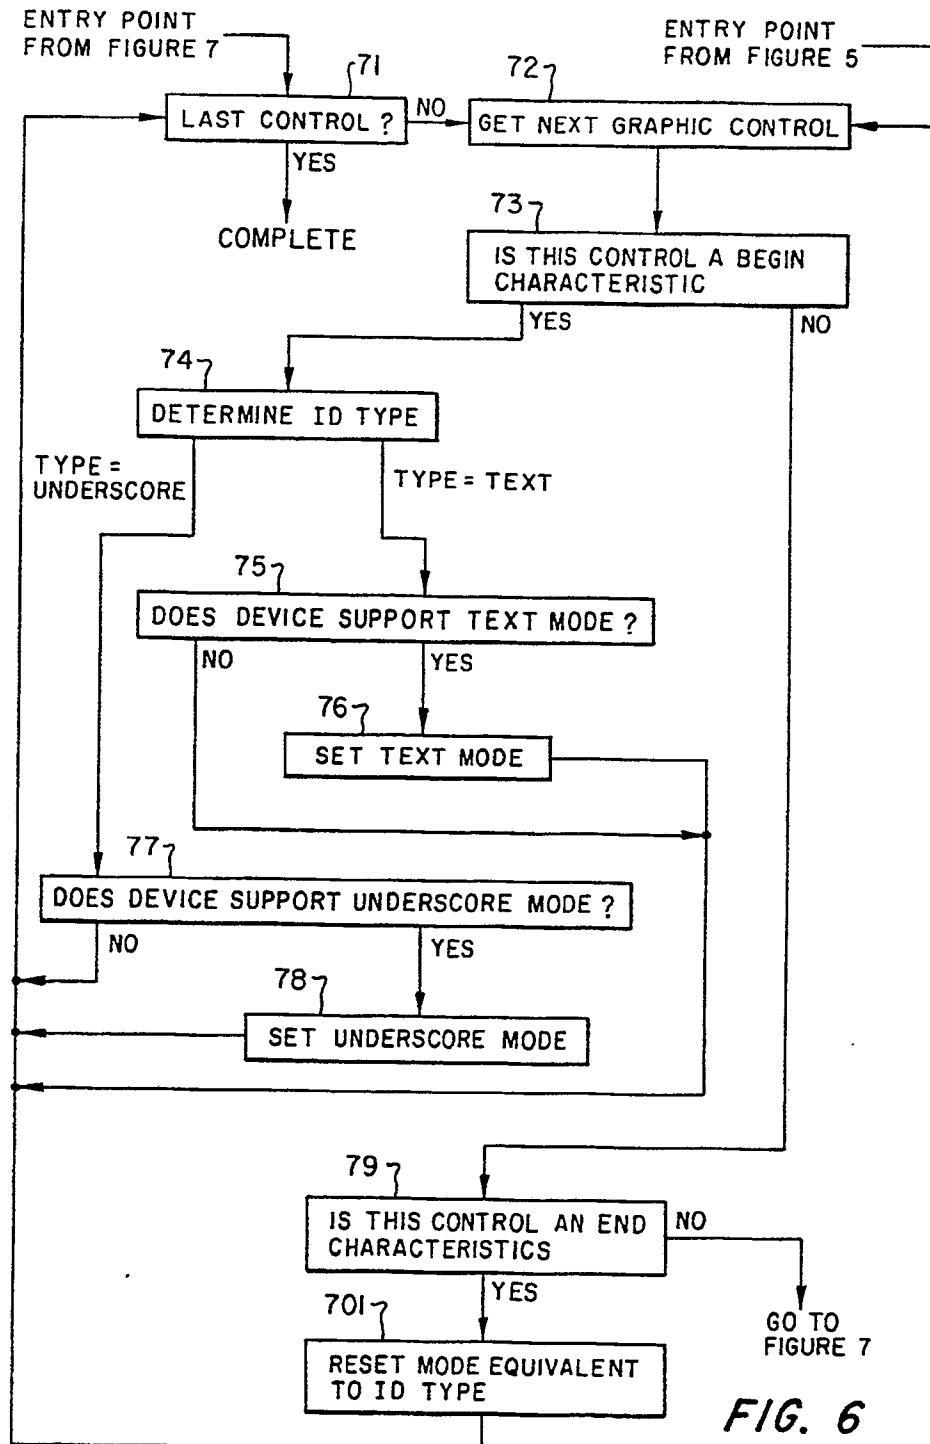 ENTRY POINT
FROM FIGURE 7
ENTRY POINT
FROM FIGURE 5
71
LAST CONTROL ?
NO
72
GET NEXT GRAPHIC CONTROL
YES
COMPLETE
73
IS THIS CONTROL A BEGIN
CHARACTERISTIC
YES
NO
74
DETERMINE ID TYPE
TYPE =
UNDERSCORE
TYPE = TEXT
75
DOES DEVICE SUPPORT TEXT MODE ?
NO
YES
76
SET TEXT MODE
77
DOES DEVICE SUPPORT UNDERSCORE MODE ?
NO
YES
78
SET UNDERSCORE MODE
79
IS THIS CONTROL AN END
CHARACTERISTICS
NO
YES
GO TO
FIGURE 7
701
RESET MODE EQUIVALENT
TO ID TYPE
FIG. 6